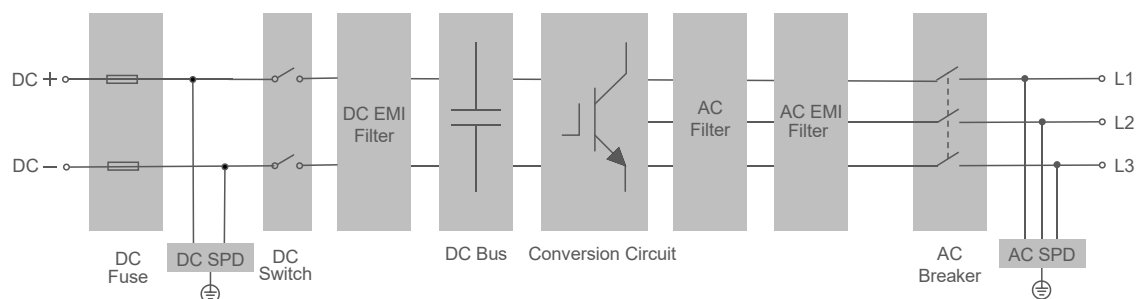 DC +
DC −
DC EMI
Filter
AC
Filter
AC EMI
Filter
L1
L2
L3
DC
Fuse
DC SPD
DC
Switch
DC Bus
Conversion Circuit
AC
Breaker
AC SPD